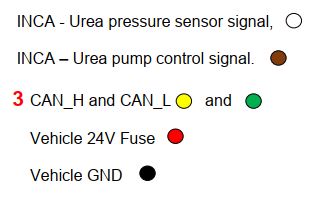 INCA - Urea pressure sensor signal,
INCA – Urea pump control signal.
3 CAN_H and CAN_L and
Vehicle 24V Fuse
Vehicle GND